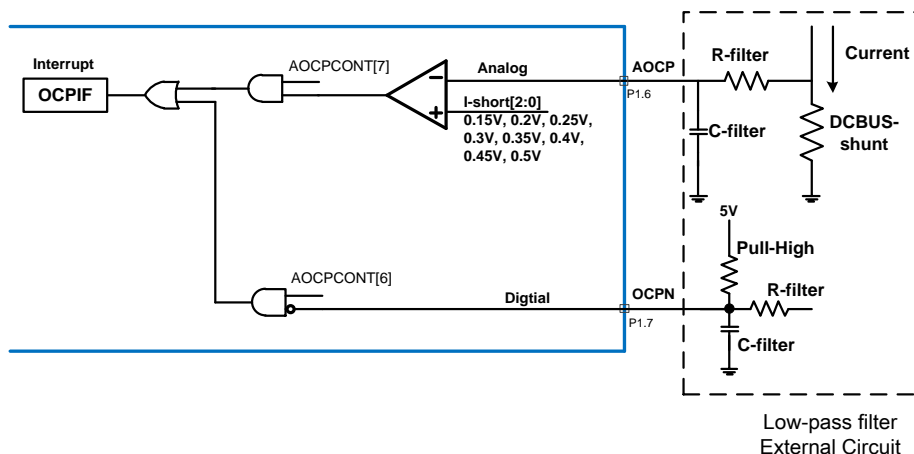 Interrupt
OCPIF
AOCPCONT[7]
−
+
Analog
I-short[2:0]
0.15V, 0.2V, 0.25V,
0.3V, 0.35V, 0.4V,
0.45V, 0.5V
AOCP
P1.6
R-filter
Current
C-filter
DCBUS-
shunt
5V
Pull-High
AOCPCONT[6]
Digtial
OCPN
P1.7
R-filter
C-filter
Low-pass filter
External Circuit